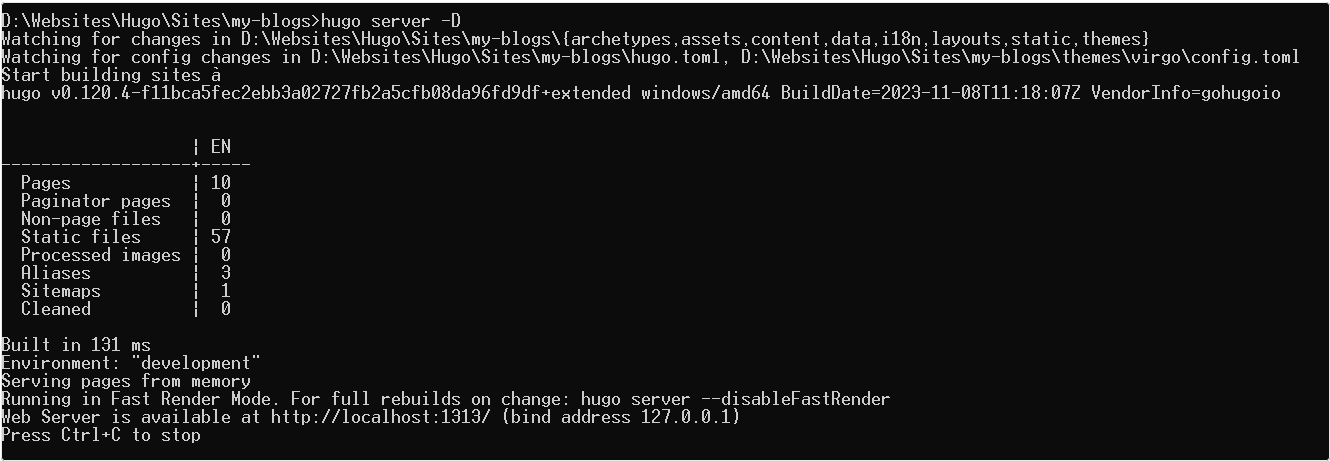 D:\Websites\Hugo\Sites\my-blogs>hugo server -D
Watching for changes in D:\Websites\Hugo\Sites\my-blogs\{archetypes,assets,content,data,i18n,layouts,static,themes}
Watching for config changes in D:\Websites\Hugo\Sites\my-blogs\hugo.toml, D:\Websites\Hugo\Sites\my-blogs\themes\virgo\config.toml
Start building sites à
hugo v0.120.4-f11bca5fec2ebb3a02727fb2a5cfb08da96fd9df+extended windows/amd64 BuildDate=2023-11-08T11:18:07Z VendorInfo=gohugoio
                   | EN
-------------------+-----
  Pages            | 10
  Paginator pages  |  0
  Non-page files   |  0
  Static files     | 57
  Processed images |  0
  Aliases          |  3
  Sitemaps         |  1
  Cleaned          |  0
Built in 131 ms
Environment: "development"
Serving pages from memory
Running in Fast Render Mode. For full rebuilds on change: hugo server --disableFastRender
Web Server is available at http://localhost:1313/ (bind address 127.0.0.1)
Press Ctrl+C to stop